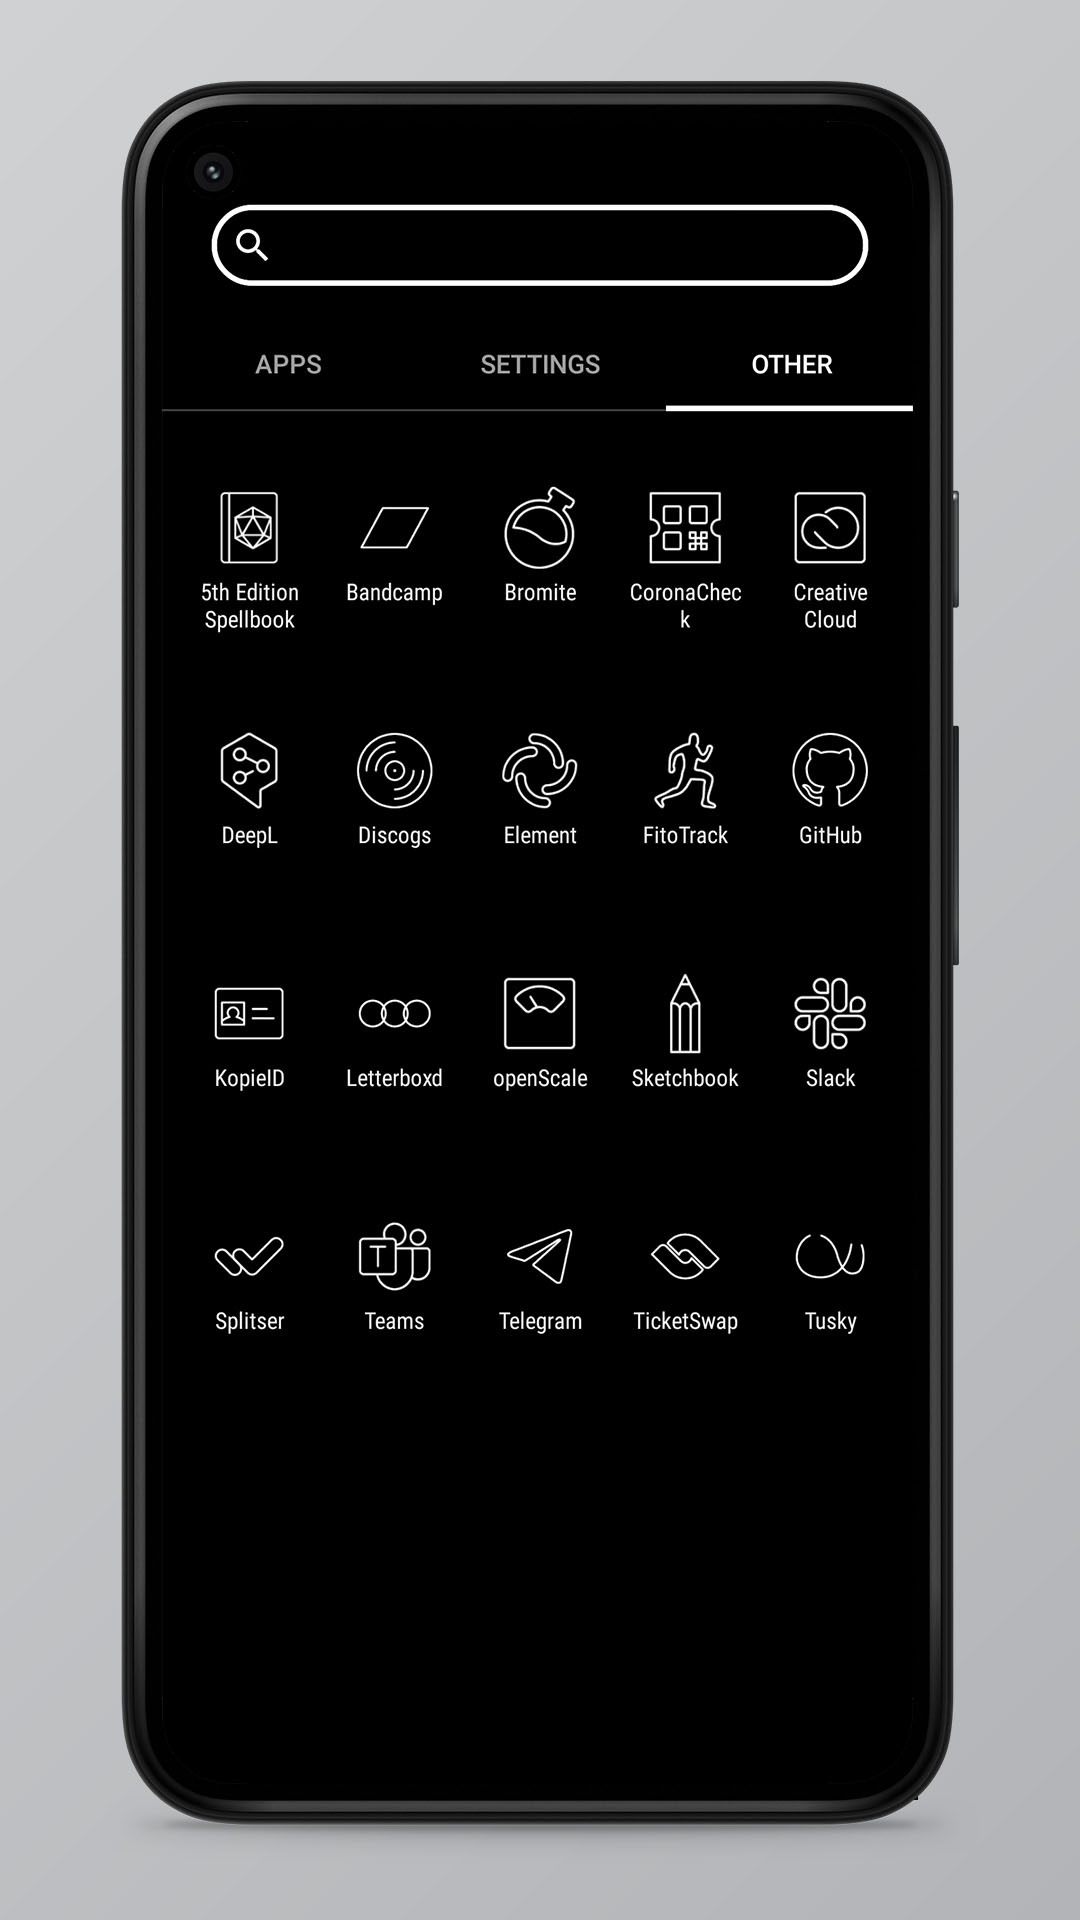 APPS SETTINGS OTHER
5th Edition Spellbook
Bandcamp
Bromite
CoronaChec
k
Creative
Cloud
DeepL Discogs Element FitoTrack GitHub
KopieID Letterboxd openScale Sketchbook Slack
T
Splitser Teams Telegram TicketSwap Tusky